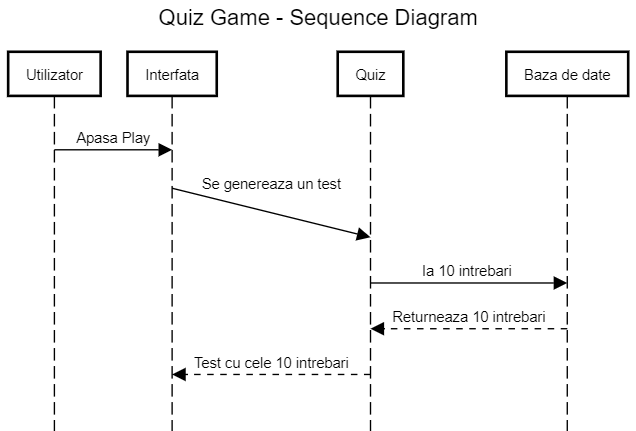 Quiz Game - Sequence Diagram
Utilizator
Interfata
Quiz
Baza de date
Apasa Play
Se genereaza un test
Ia 10 intrebari
Returneaza 10 intrebari
Test cu cele 10 intrebari